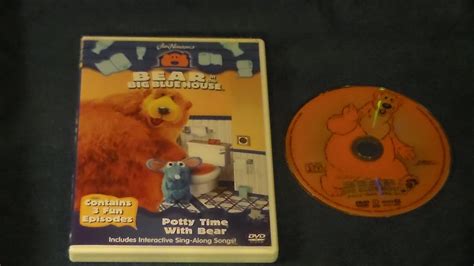 Jim Henson's
BEAR in the
BIG BLUE HOUSE
Contains
3 Fun
Episodes
Potty Time
With Bear
DVD
Includes Interactive Sing-Along Songs!